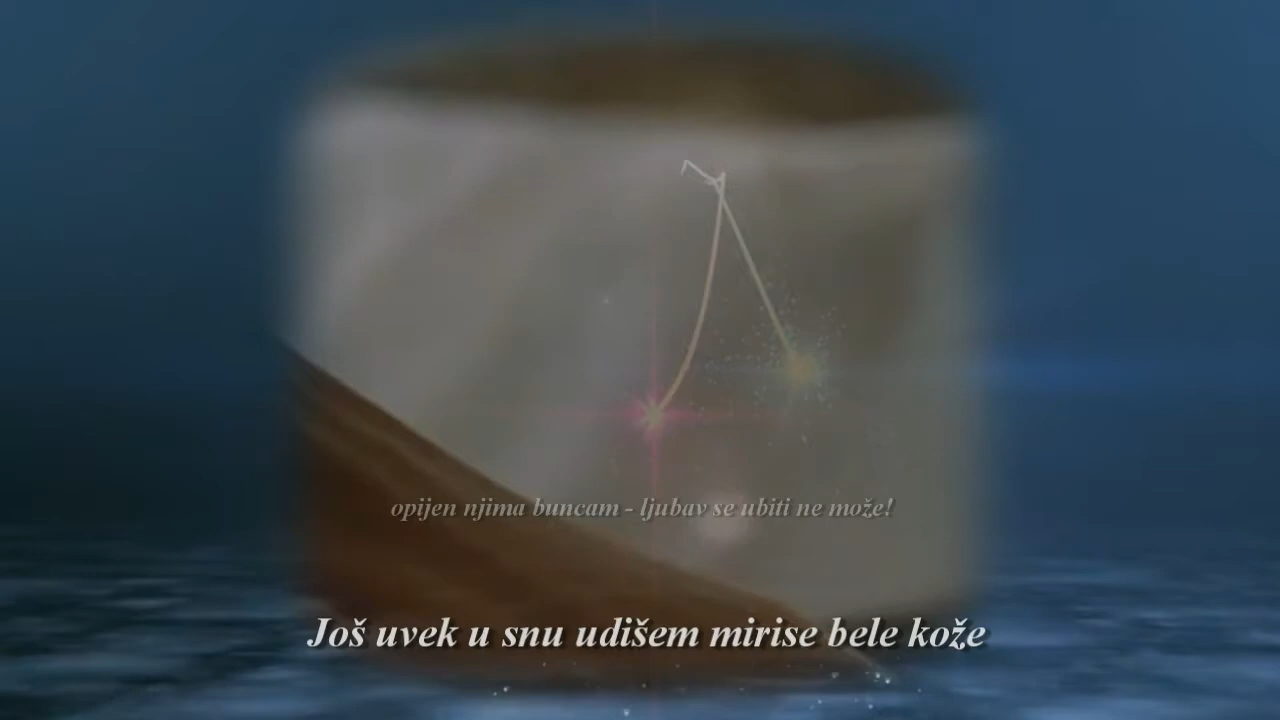 opijen njima buncam - ljubav se ubiti ne može!
Još uvek u snu udišem mirise bele kože